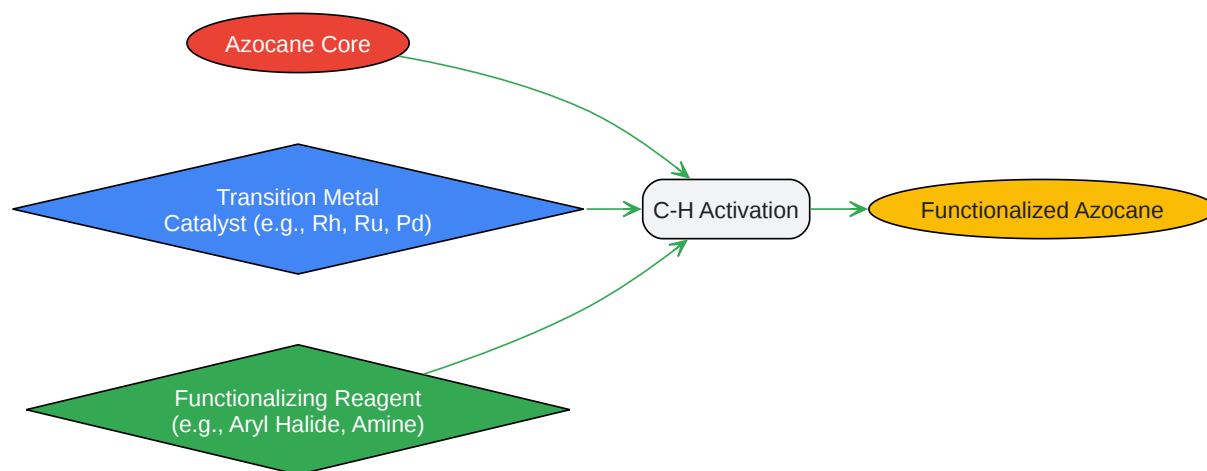 Azocane Core
Transition Metal
Catalyst (e.g., Rh, Ru, Pd)
C-H Activation
Functionalized Azocane
Functionalizing Reagent
(e.g., Aryl Halide, Amine)